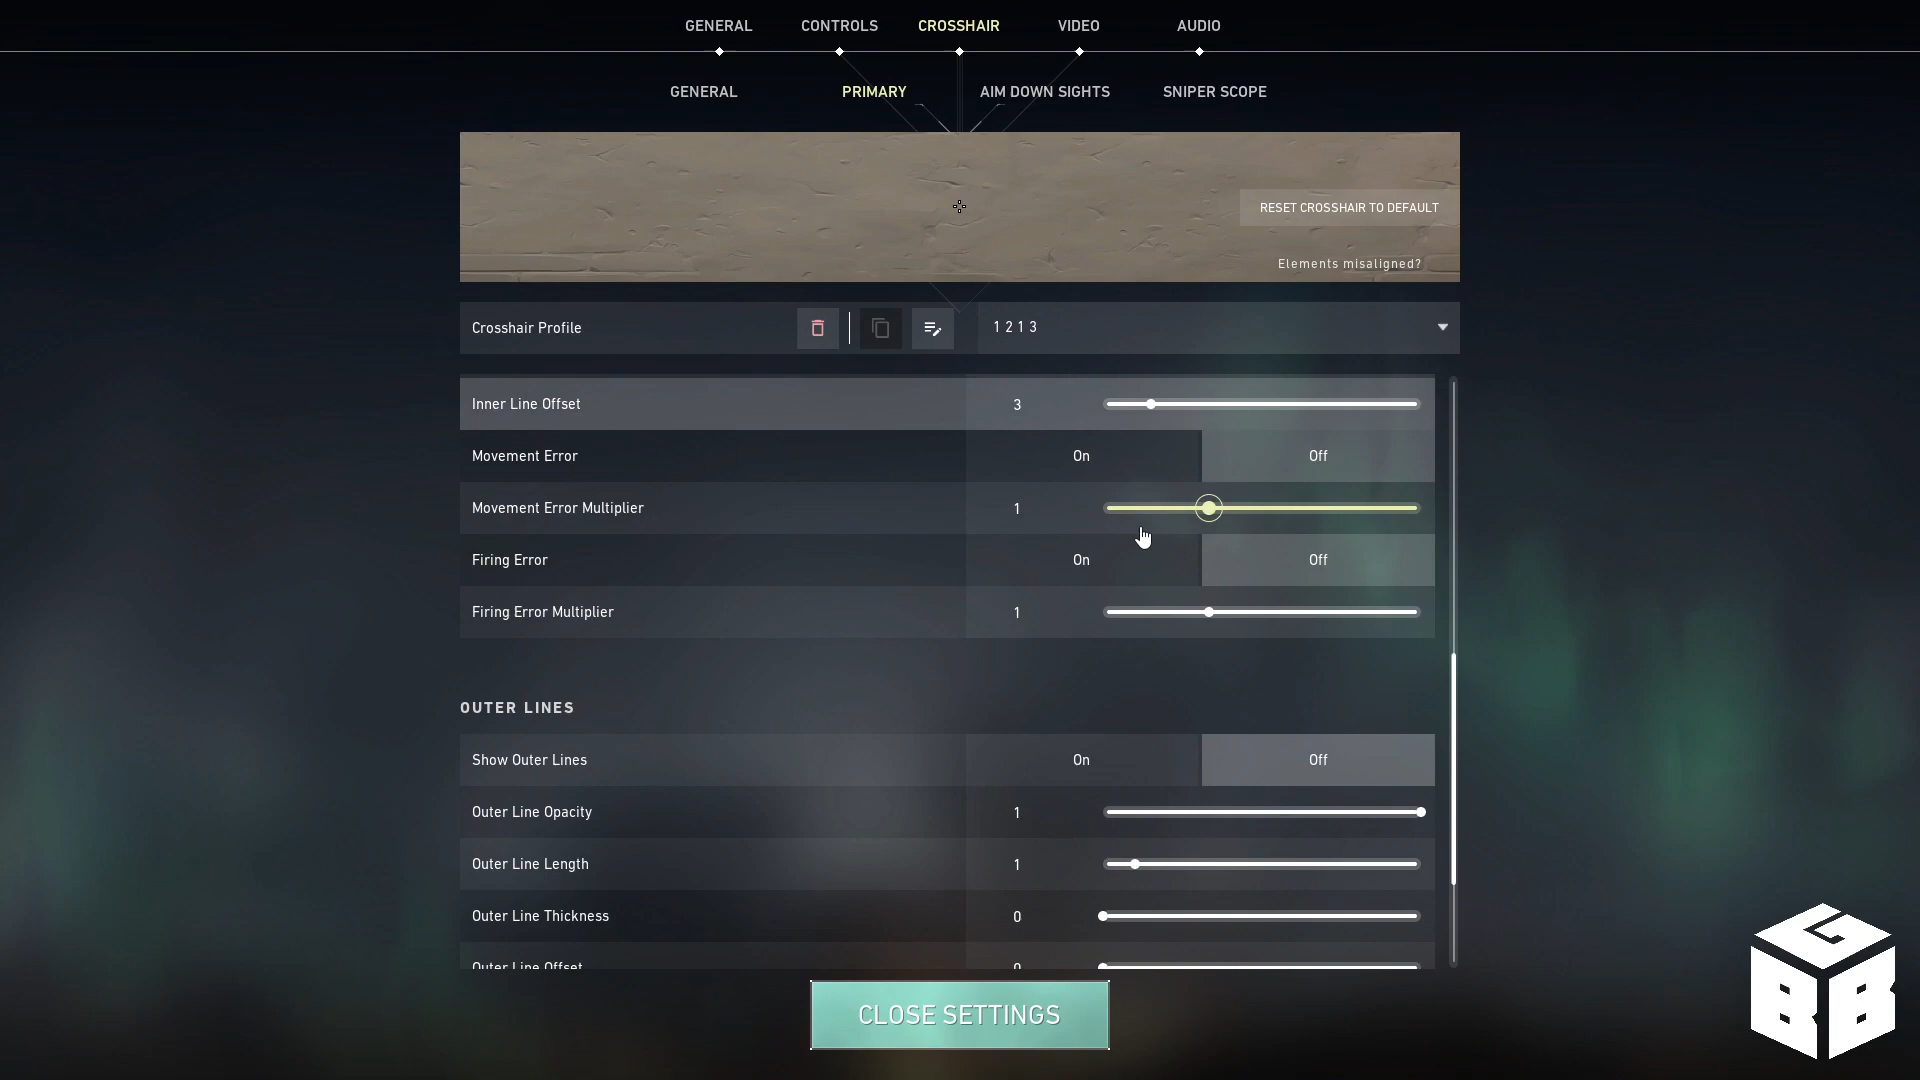 GENERAL CONTROLS CROSSHAIR VIDEO AUDIO
GENERAL PRIMARY AIM DOWN SIGHTS SNIPER SCOPE
RESET CROSSHAIR TO DEFAULT
Elements misaligned?
Crosshair Profile 1 2 1 3
Inner Line Offset 3
Movement Error On Off
Movement Error Multiplier 1
Firing Error On Off
Firing Error Multiplier 1
OUTER LINES
Show Outer Lines On Off
Outer Line Opacity 1
Outer Line Length 1
Outer Line Thickness 0
Outer Line Offset 0
CLOSE SETTINGS
G
B B